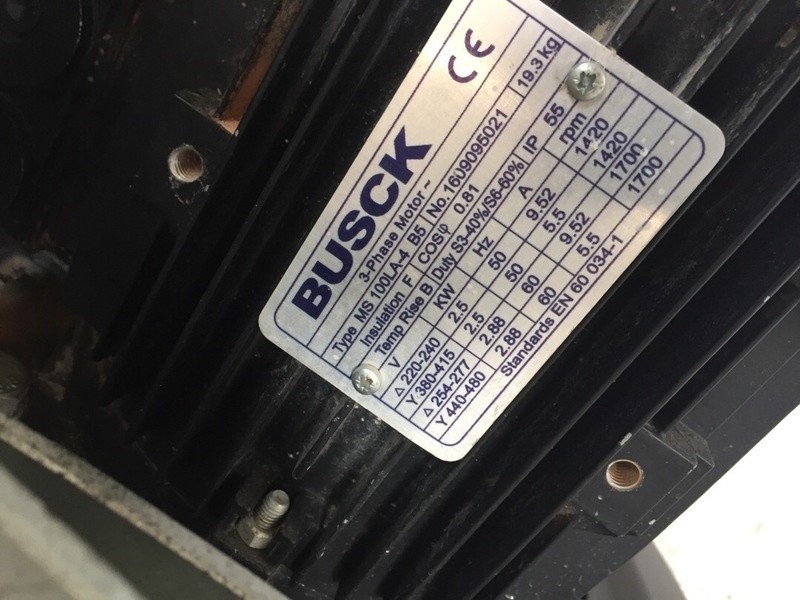 BUSCK CE
3-Phase Motor ~
Type MS 100LA-4 B5 No. 1609095021 19.3 kg
Insulation F COSφ 0.81
Temp Rise B Duty S3-40%/S6-60% IP 55
V KW Hz A rpm
△ 220-240 2.5 50 9.52 1420
Y 380-415 2.5 50 5.5 1420
△ 254-277 2.88 60 9.52 1700
Y 440-480 2.88 60 5.5 1700
Standards EN 60 034-1